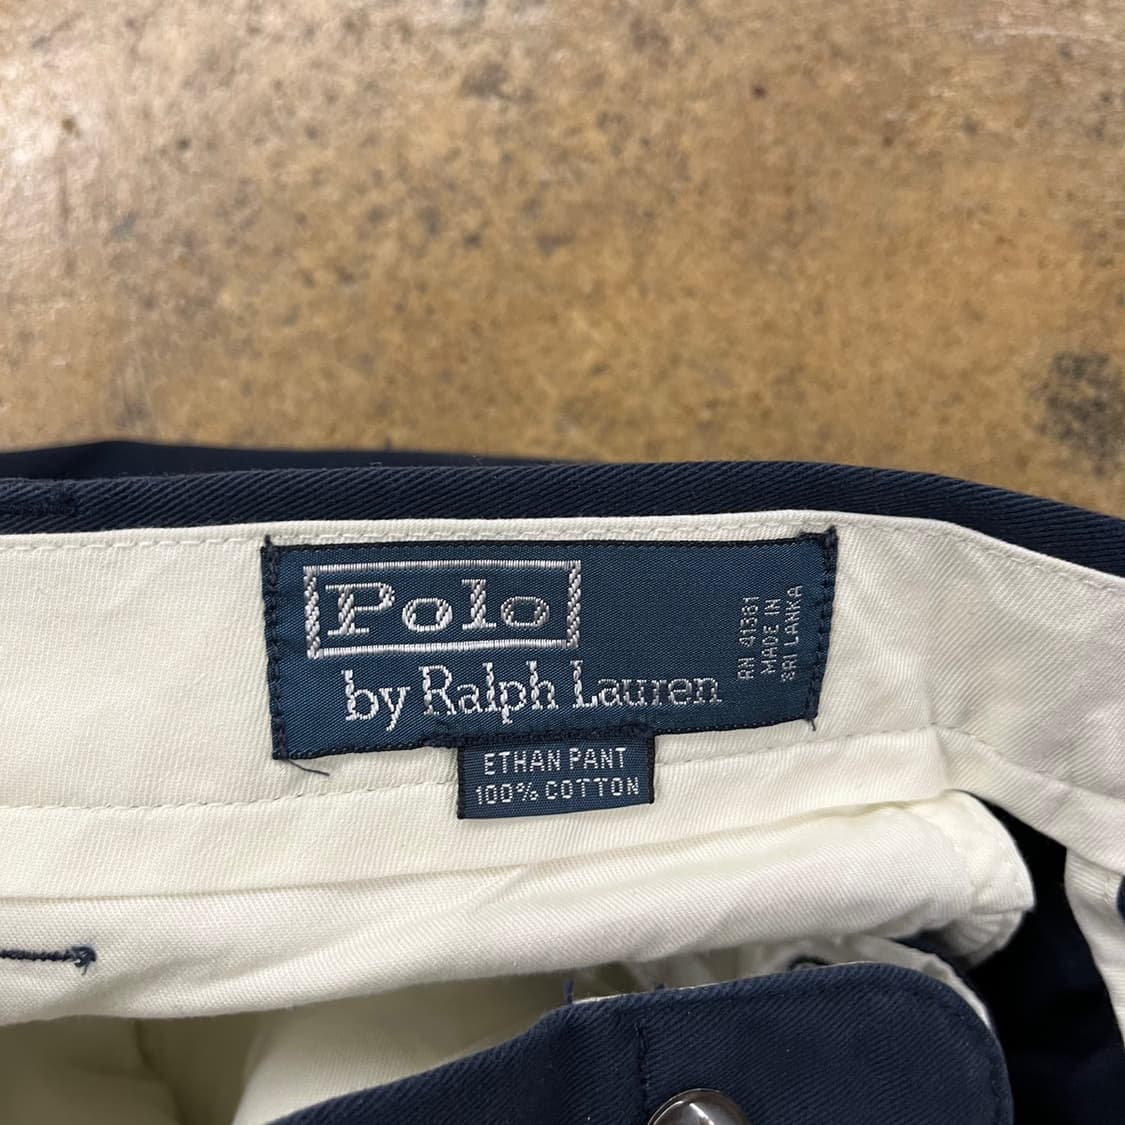 Polo
by Ralph Lauren
RN 41381
MADE IN
SRI LANKA
ETHAN PANT
100% COTTON